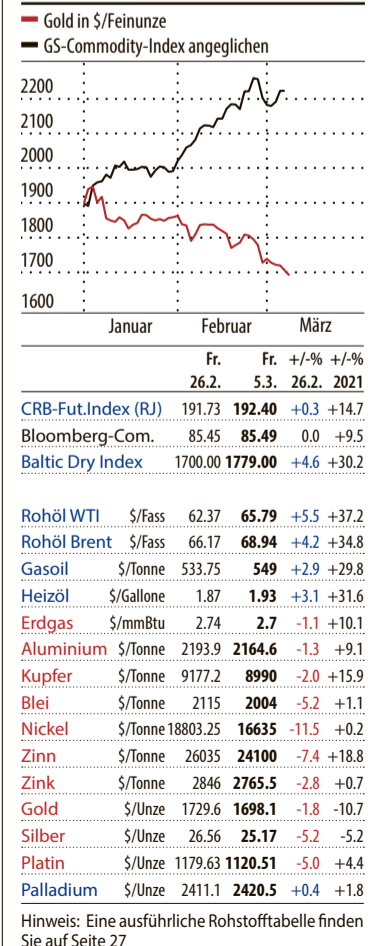 Gold in $/Feinunze
GS-Commodity-Index angeglichen
2200
2100
2000
1900
1800
1700
1600
Januar Februar März
Fr. Fr. +/-% +/-%
26.2. 5.3. 26.2. 2021
CRB-Fut.Index (RJ) 191.73 192.40 +0.3 +14.7
Bloomberg-Com. 85.45 85.49 0.0 +9.5
Baltic Dry Index 1700.00 1779.00 +4.6 +30.2
Rohöl WTI $/Fass 62.37 65.79 +5.5 +37.2
Rohöl Brent $/Fass 66.17 68.94 +4.2 +34.8
Gasoil $/Tonne 533.75 549 +2.9 +29.8
Heizöl $/Gallone 1.87 1.93 +3.1 +31.6
Erdgas $/mmBtu 2.74 2.7 -1.1 +10.1
Aluminium $/Tonne 2193.9 2164.6 -1.3 +9.1
Kupfer $/Tonne 9177.2 8990 -2.0 +15.9
Blei $/Tonne 2115 2004 -5.2 +1.1
Nickel $/Tonne 18803.25 16635 -11.5 +0.2
Zinn $/Tonne 26035 24100 -7.4 +18.8
Zink $/Tonne 2846 2765.5 -2.8 +0.7
Gold $/Unze 1729.6 1698.1 -1.8 -10.7
Silber $/Unze 26.56 25.17 -5.2 -5.2
Platin $/Unze 1179.63 1120.51 -5.0 +4.4
Palladium $/Unze 2411.1 2420.5 +0.4 +1.8
Hinweis: Eine ausführliche Rohstofftabelle finden
Sie auf Seite 27